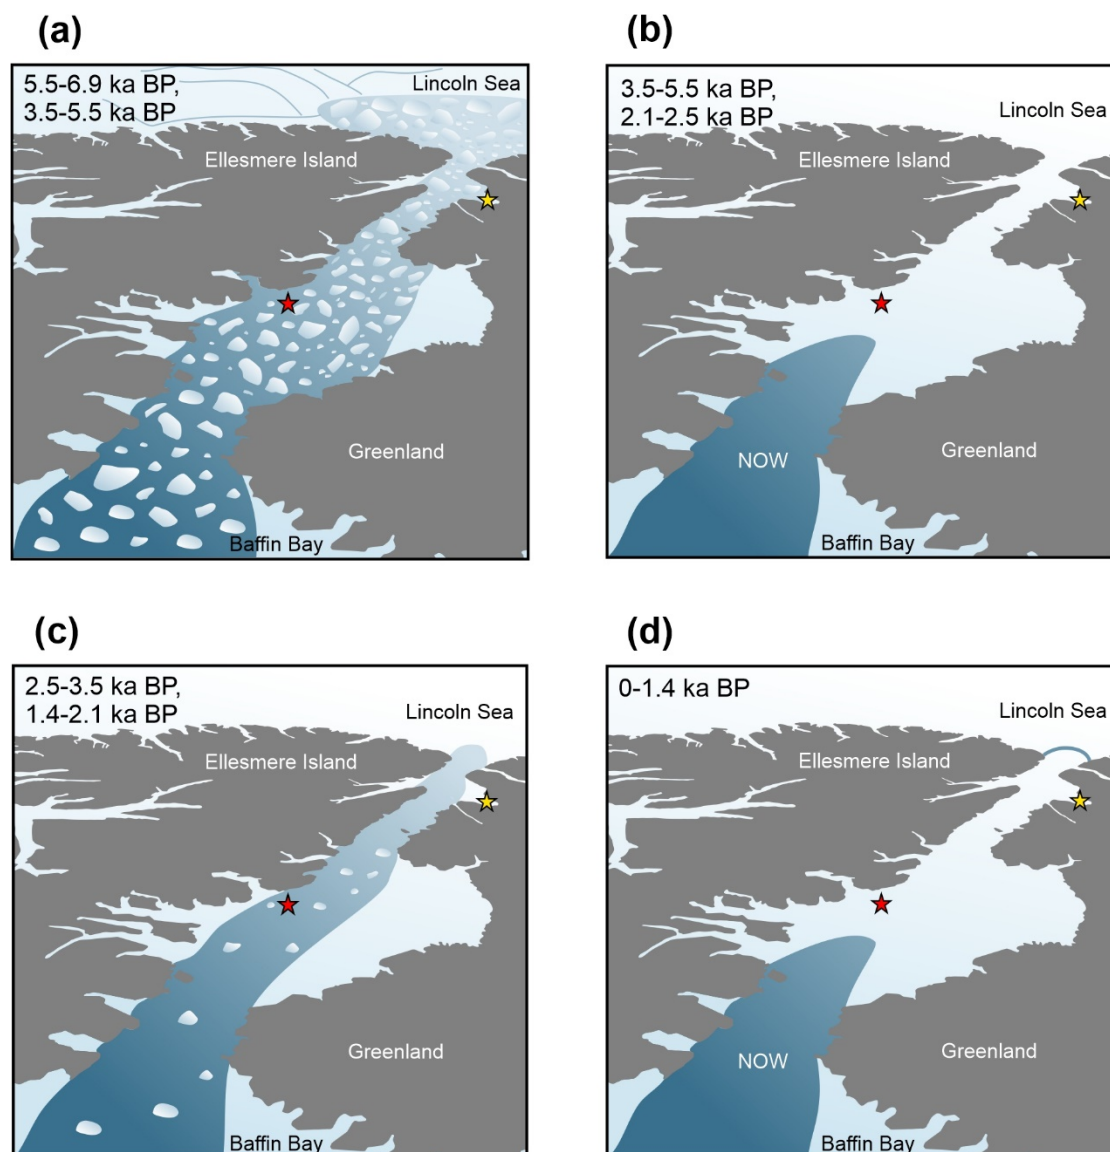 (a)
5.5-6.9 ka BP,
3.5-5.5 ka BP
Lincoln Sea
Ellesmere Island
Greenland
Baffin Bay
(b)
3.5-5.5 ka BP,
2.1-2.5 ka BP
Lincoln Sea
Ellesmere Island
Greenland
NOW
Baffin Bay
(c)
2.5-3.5 ka BP,
1.4-2.1 ka BP
Lincoln Sea
Ellesmere Island
Greenland
Baffin Bay
(d)
0-1.4 ka BP
Lincoln Sea
Ellesmere Island
Greenland
NOW
Baffin Bay